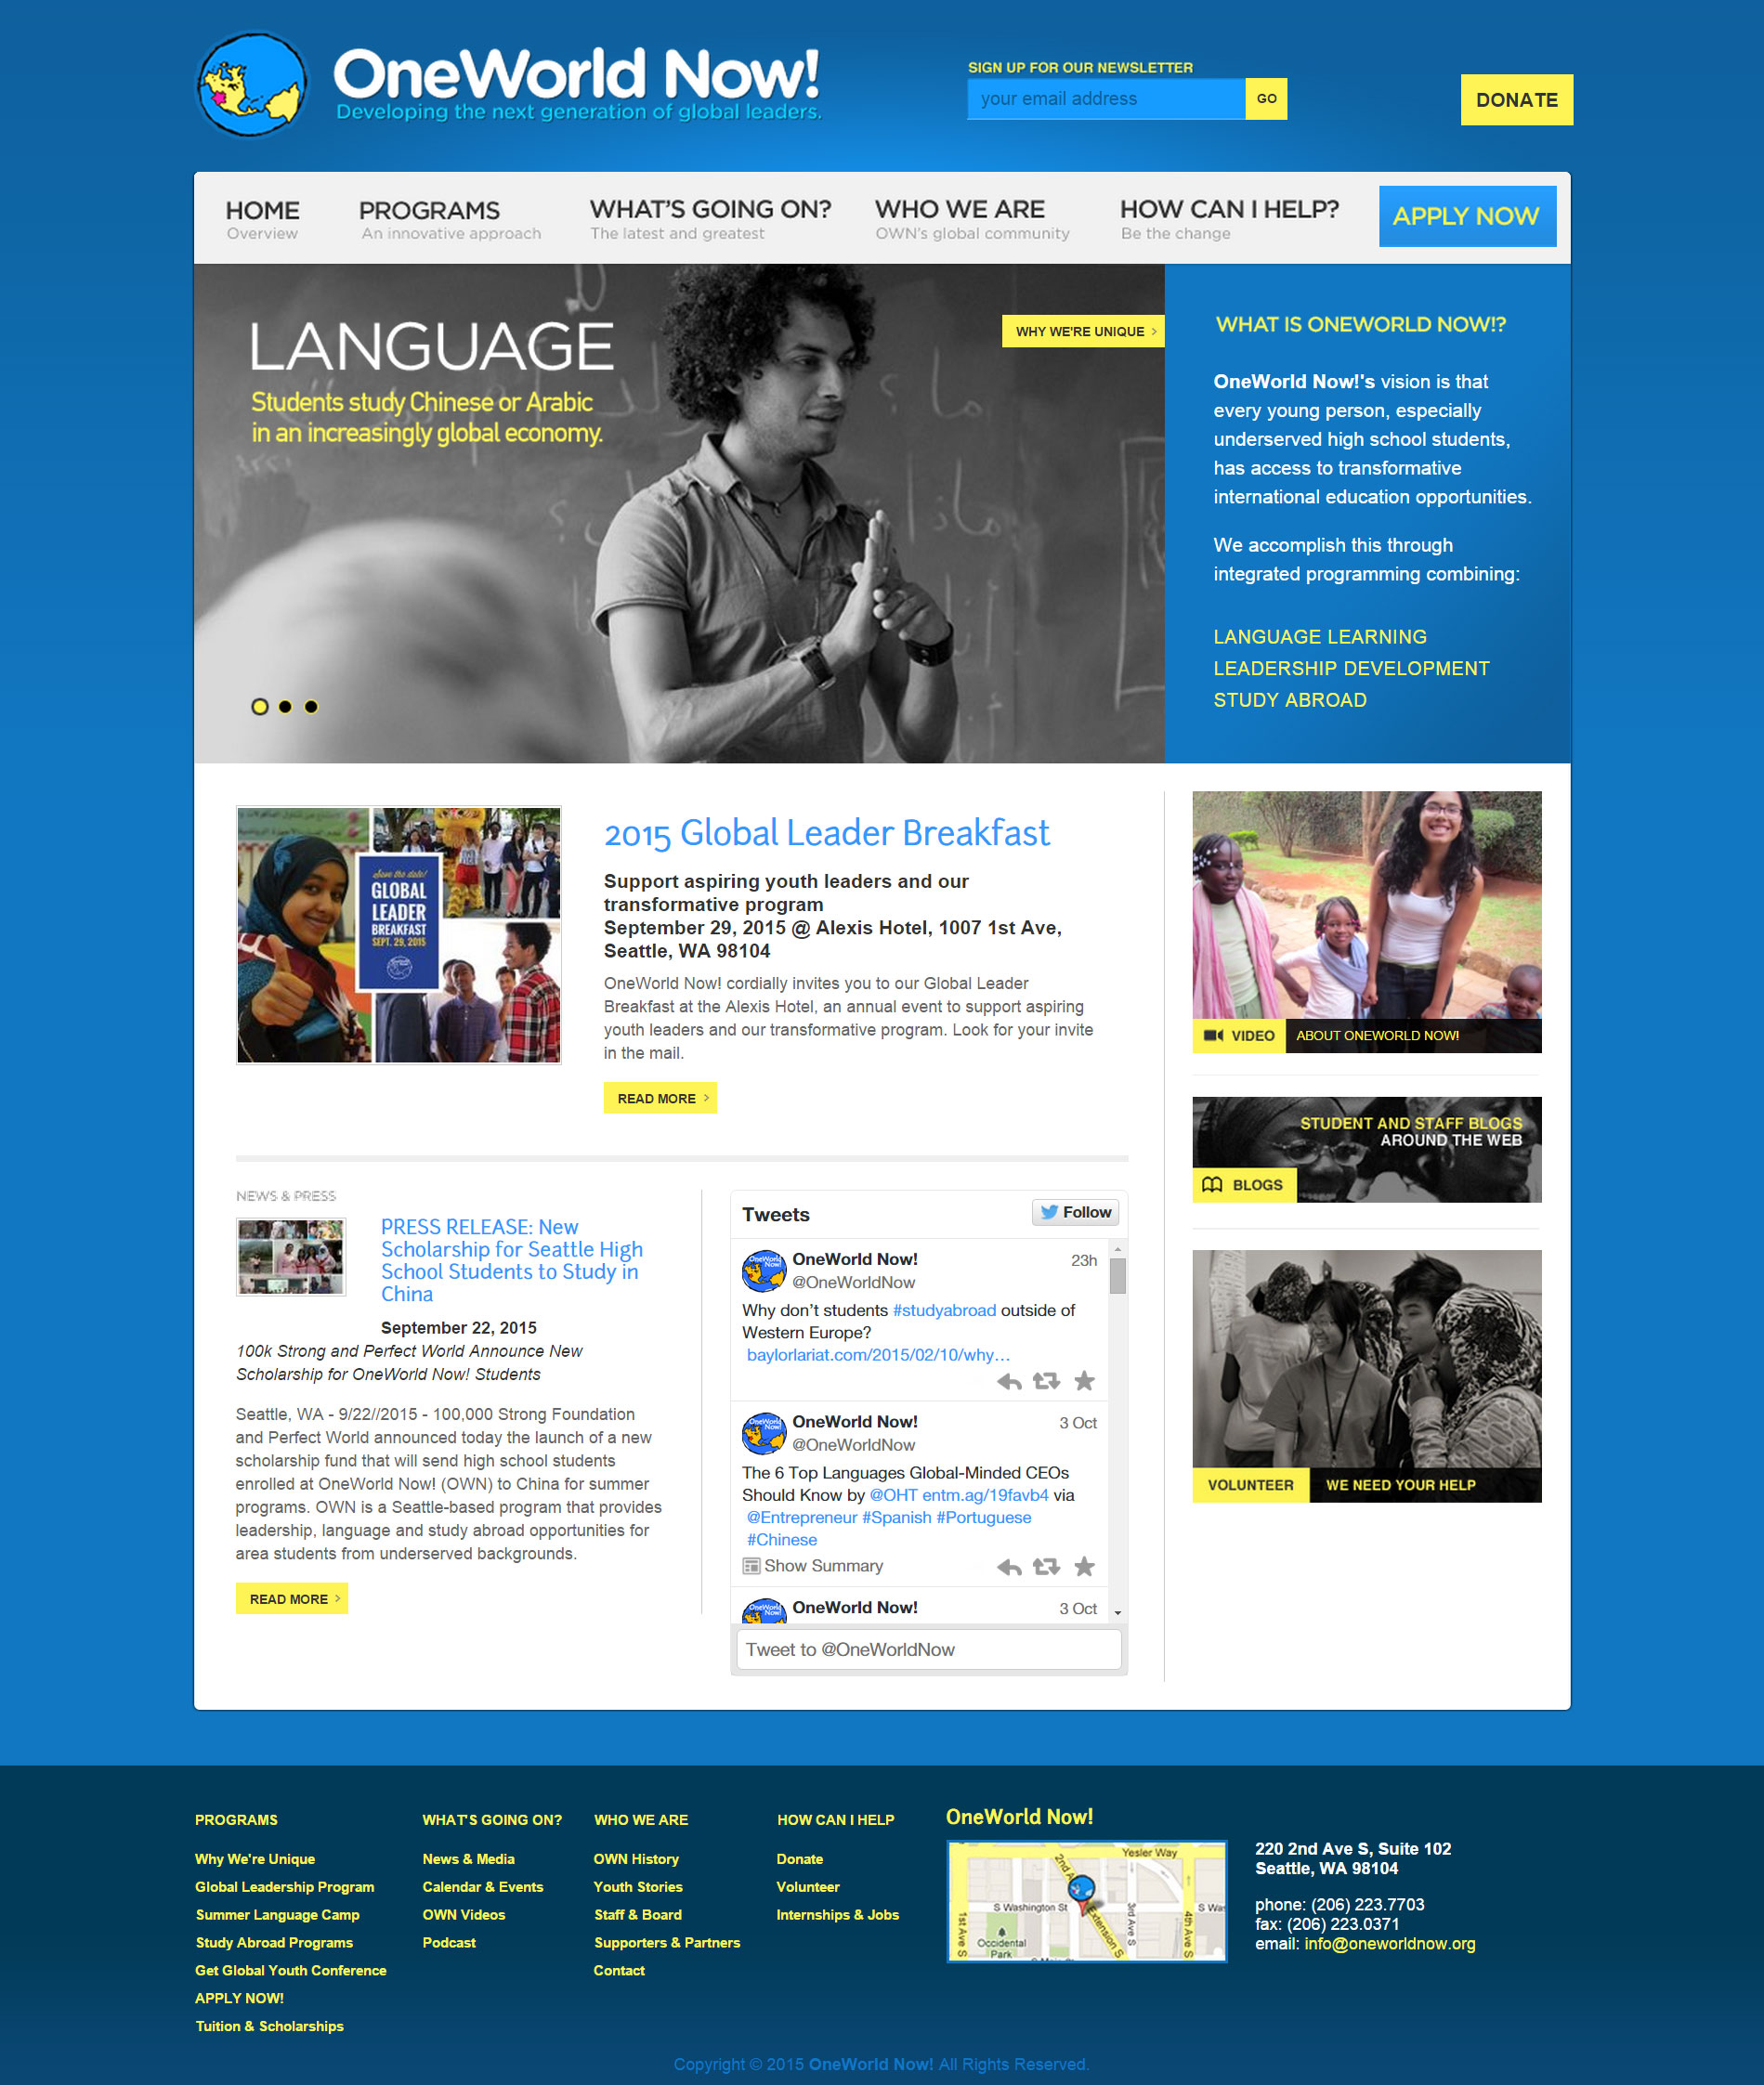 OneWorld Now!
Developing the next generation of global leaders.
SIGN UP FOR OUR NEWSLETTER
your email address
GO
DONATE
HOME
Overview
PROGRAMS
An innovative approach
WHAT'S GOING ON?
The latest and greatest
WHO WE ARE
OWN's global community
HOW CAN I HELP?
Be the change
APPLY NOW
LANGUAGE
Students study Chinese or Arabic
in an increasingly global economy.
WHY WE'RE UNIQUE
WHAT IS ONEWORLD NOW!?
OneWorld Now!'s vision is that
every young person, especially
underserved high school students,
has access to transformative
international education opportunities.
We accomplish this through
integrated programming combining:
LANGUAGE LEARNING
LEADERSHIP DEVELOPMENT
STUDY ABROAD
Save the date!
GLOBAL
LEADER
BREAKFAST
SEPT. 29, 2015
2015 Global Leader Breakfast
Support aspiring youth leaders and our
transformative program
September 29, 2015 @ Alexis Hotel, 1007 1st Ave,
Seattle, WA 98104
OneWorld Now! cordially invites you to our Global Leader
Breakfast at the Alexis Hotel, an annual event to support aspiring
youth leaders and our transformative program. Look for your invite
in the mail.
READ MORE
VIDEO
ABOUT ONEWORLD NOW!
STUDENT AND STAFF BLOGS
AROUND THE WEB
BLOGS
VOLUNTEER
WE NEED YOUR HELP
NEWS & PRESS
PRESS RELEASE: New
Scholarship for Seattle High
School Students to Study in
China
September 22, 2015
100k Strong and Perfect World Announce New
Scholarship for OneWorld Now! Students
Seattle, WA - 9/22//2015 - 100,000 Strong Foundation
and Perfect World announced today the launch of a new
scholarship fund that will send high school students
enrolled at OneWorld Now! (OWN) to China for summer
programs. OWN is a Seattle-based program that provides
leadership, language and study abroad opportunities for
area students from underserved backgrounds.
READ MORE
Tweets
Follow
OneWorld Now!
23h
@OneWorldNow
Why don't students #studyabroad outside of
Western Europe?
baylorlariat.com/2015/02/10/why…
OneWorld Now!
3 Oct
@OneWorldNow
The 6 Top Languages Global-Minded CEOs
Should Know by @OHT entm.ag/19favb4 via
@Entrepreneur #Spanish #Portuguese
#Chinese
Show Summary
OneWorld Now!
3 Oct
Tweet to @OneWorldNow
PROGRAMS
Why We're Unique
Global Leadership Program
Summer Language Camp
Study Abroad Programs
Get Global Youth Conference
APPLY NOW!
Tuition & Scholarships
WHAT'S GOING ON?
News & Media
Calendar & Events
OWN Videos
Podcast
WHO WE ARE
OWN History
Youth Stories
Staff & Board
Supporters & Partners
Contact
HOW CAN I HELP
Donate
Volunteer
Internships & Jobs
OneWorld Now!
Yesler Way
2nd A
S Washington St
S Was
Extension S
1st Ave S
3rd Ave S
4th Ave S
Occidental
Park
220 2nd Ave S, Suite 102
Seattle, WA 98104
phone: (206) 223.7703
fax: (206) 223.0371
email: info@oneworldnow.org
Copyright © 2015 OneWorld Now! All Rights Reserved.